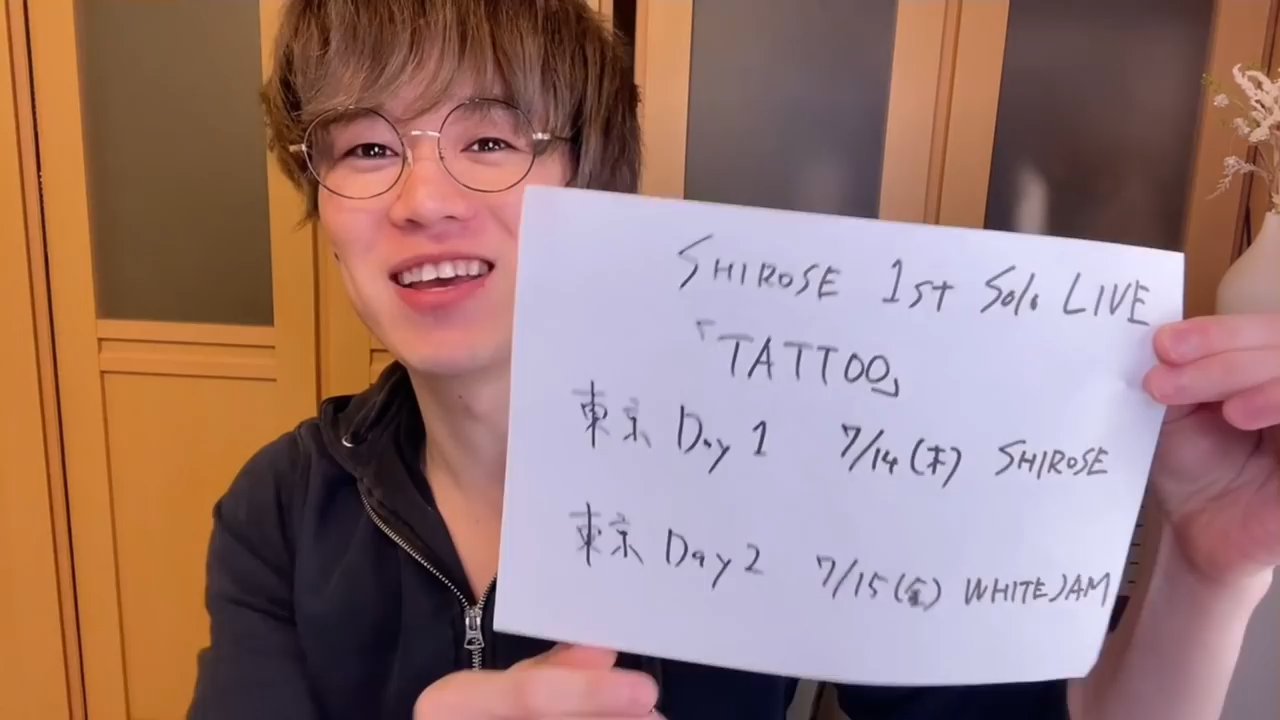 SHIROSE 1st Solo LIVE
「TATTOO」
東京 Day 1 7/14 (木) SHIROSE
東京 Day 2 7/15 (金) WHITE JAM